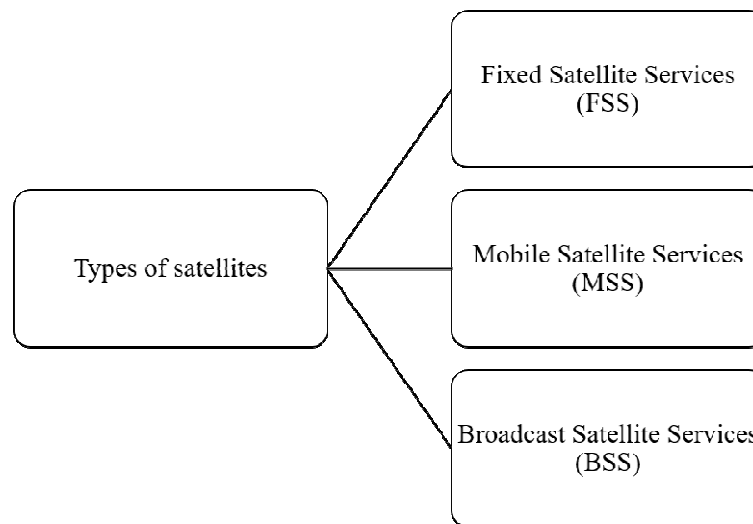 Types of satellites
Fixed Satellite Services
(FSS)
Mobile Satellite Services
(MSS)
Broadcast Satellite Services
(BSS)